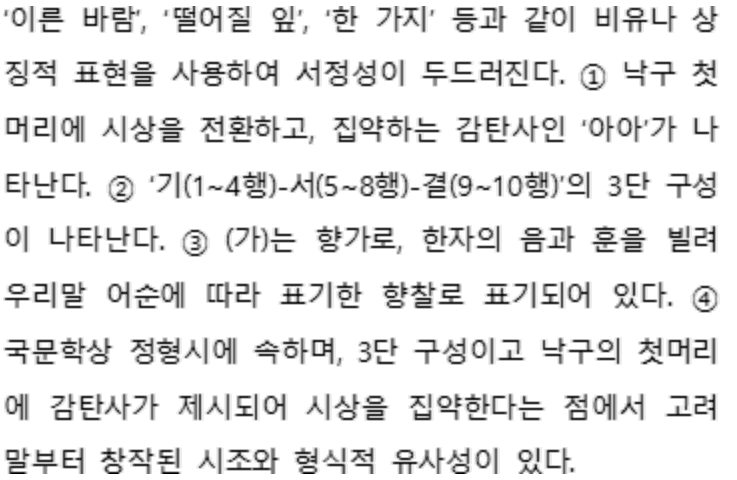 ‘이른 바람’, ‘떨어질 잎’, ‘한 가지’ 등과 같이 비유나 상
징적 표현을 사용하여 서정성이 두드러진다. ① 낙구 첫
머리에 시상을 전환하고, 집약하는 감탄사인 ‘아아’가 나
타난다. ② ‘기(1~4행)-서(5~8행)-결(9~10행)’의 3단 구성
이 나타난다. ③ (가)는 향가로, 한자의 음과 훈을 빌려
우리말 어순에 따라 표기한 향찰로 표기되어 있다. ④
국문학상 정형시에 속하며, 3단 구성이고 낙구의 첫머리
에 감탄사가 제시되어 시상을 집약한다는 점에서 고려
말부터 창작된 시조와 형식적 유사성이 있다.